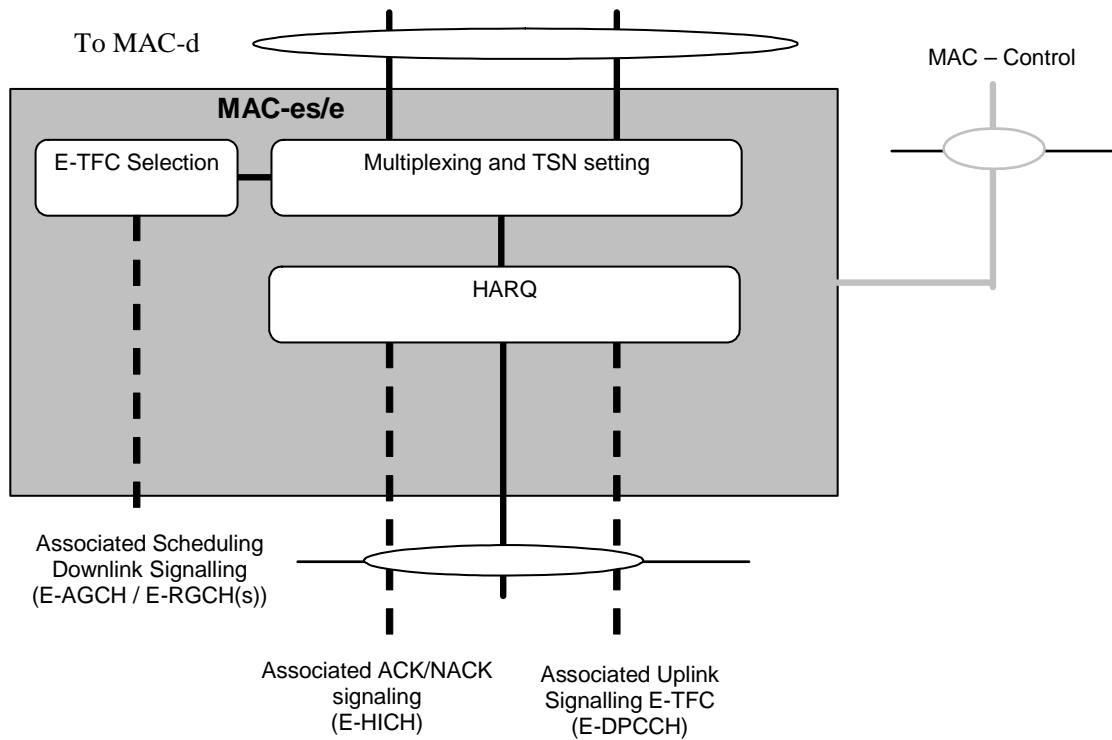 To MAC-d
MAC – Control
MAC-es/e
E-TFC Selection
Multiplexing and TSN setting
HARQ
Associated Scheduling
Downlink Signalling
(E-AGCH / E-RGCH(s))
Associated ACK/NACK
signaling
(E-HICH)
Associated Uplink
Signalling E-TFC
(E-DPCCH)